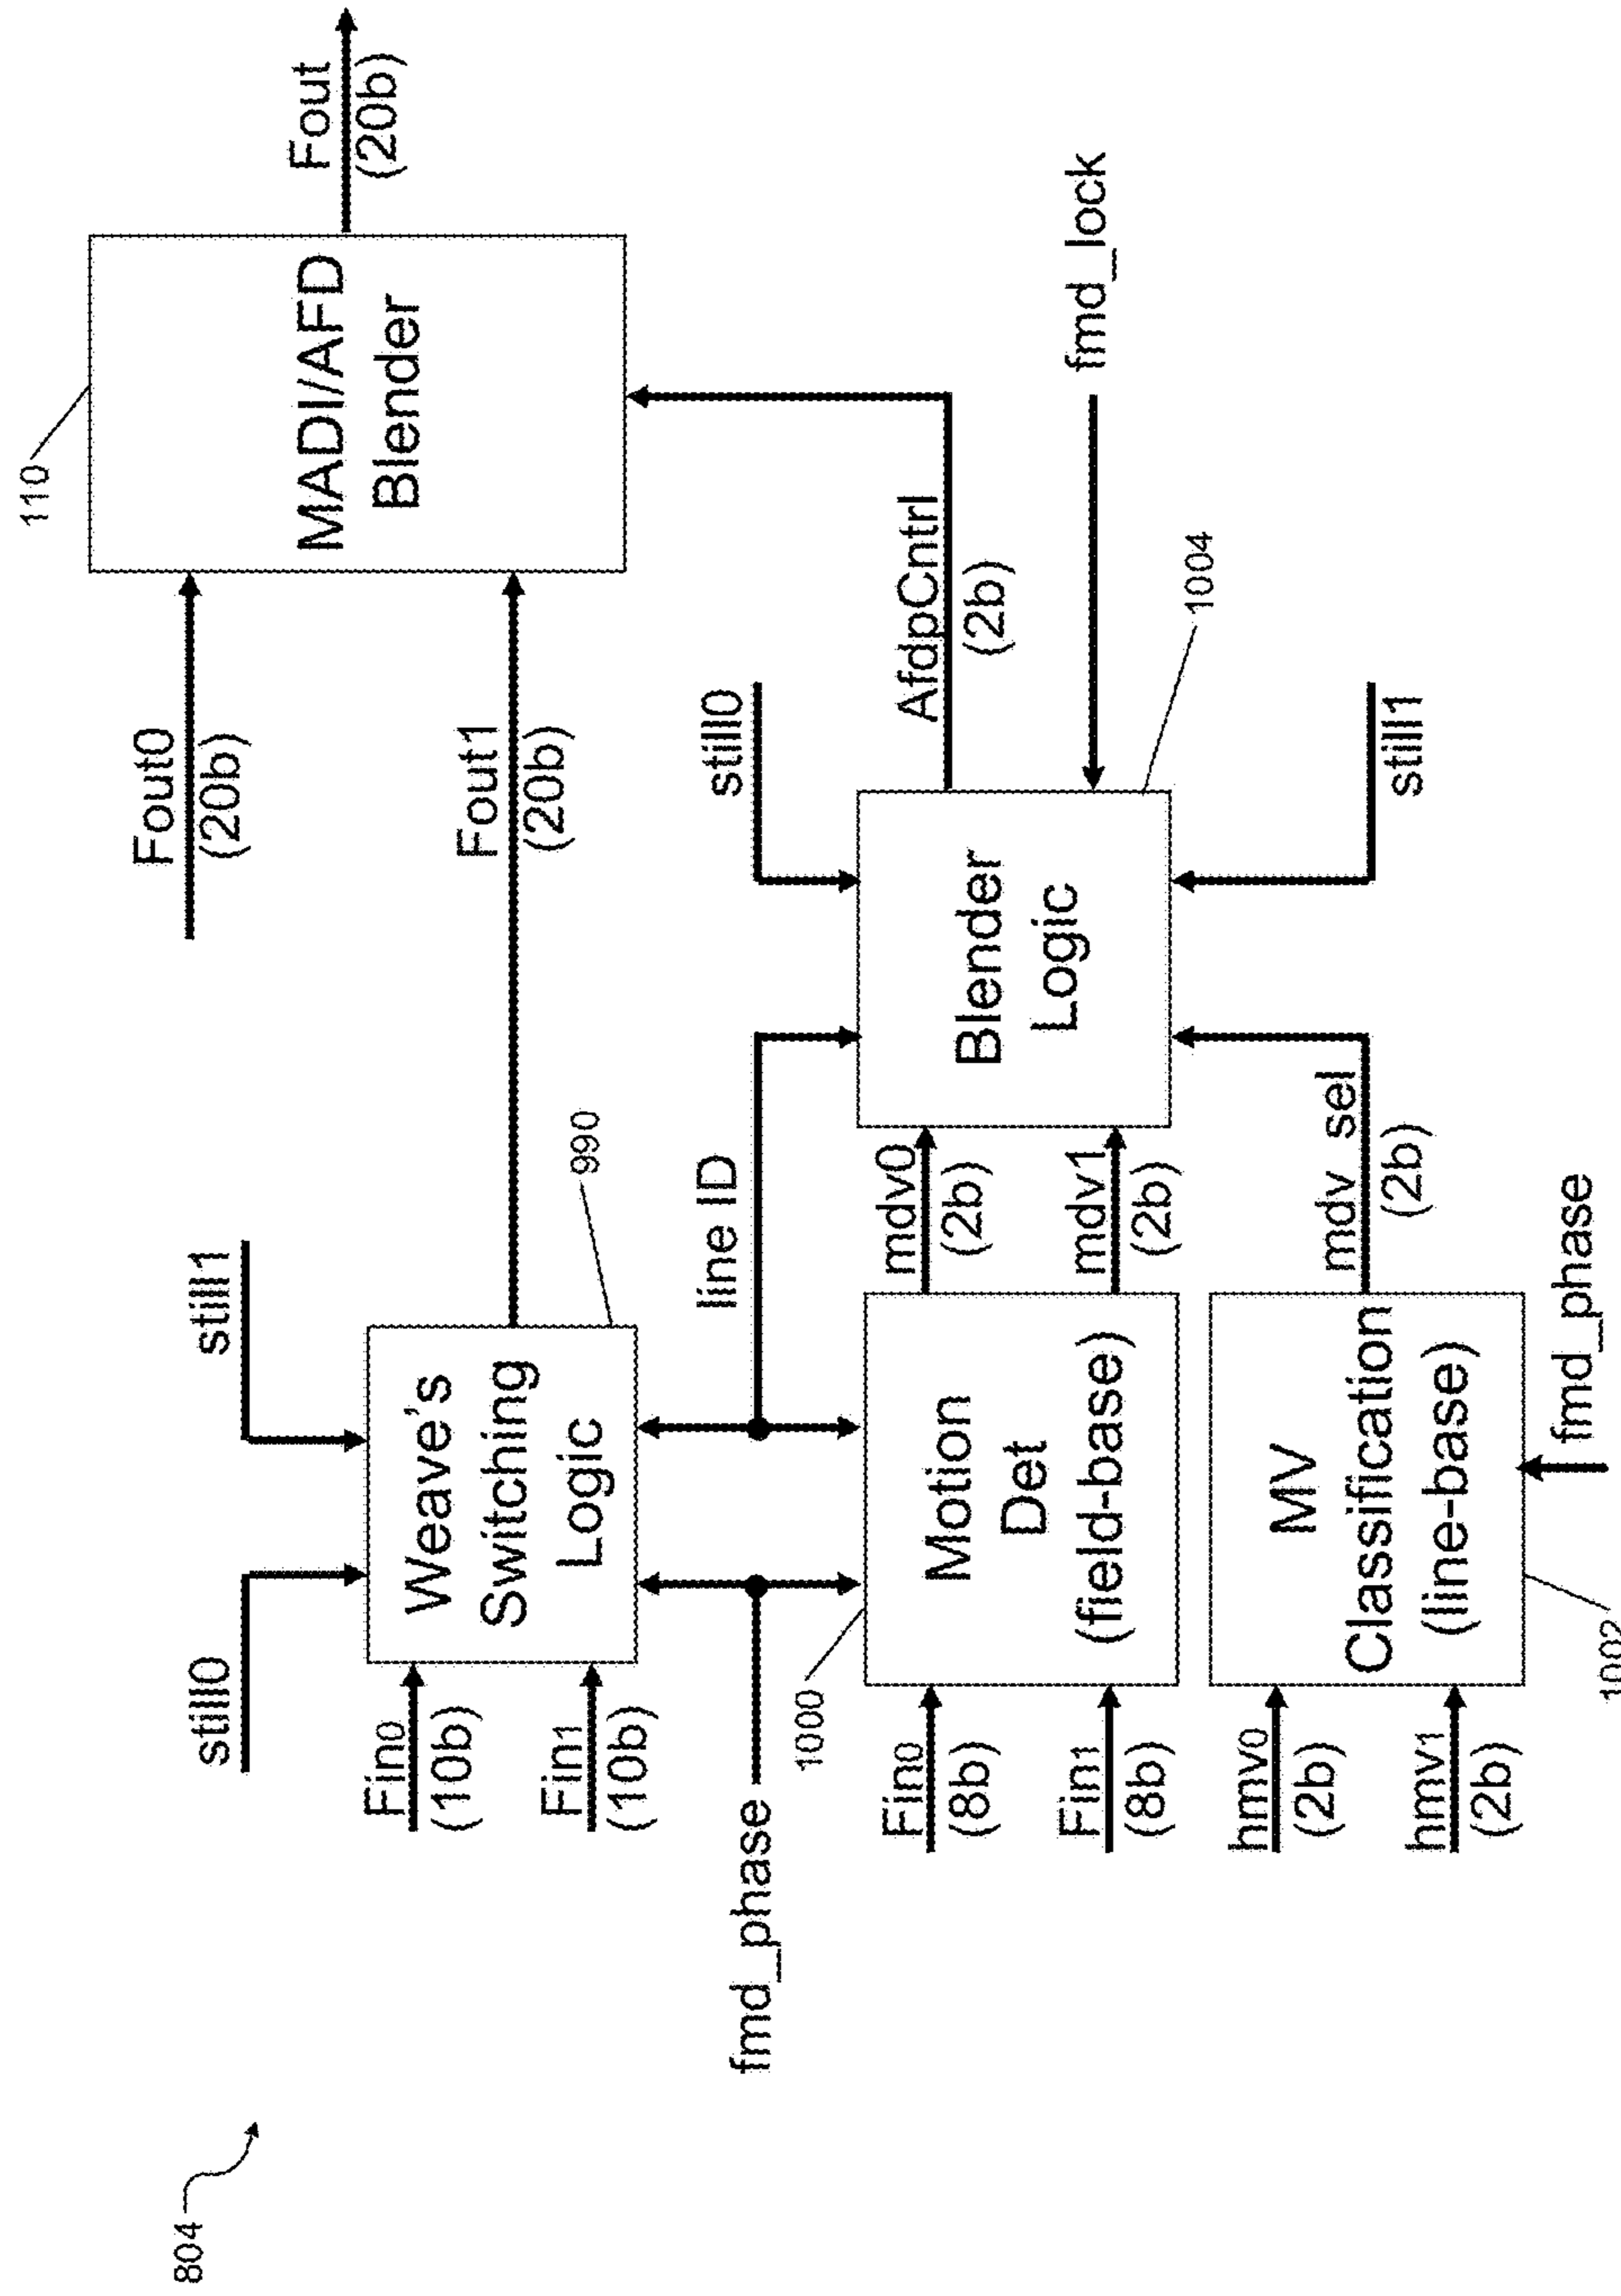 804
still0
still1
Fin0
(10b)
Fin1
(10b)
Weave's
Switching
Logic
990
Fout0
(20b)
Fout1
(20b)
110
MADI/AFD
Blender
Fout
(20b)
fmd_phase
line ID
1000
Fin0
(8b)
Fin1
(8b)
Motion
Det
(field-base)
mdv0
(2b)
mdv1
(2b)
still0
Blender
Logic
AfdpCntrl
(2b)
fmd_lock
1004
still1
hmv0
(2b)
hmv1
(2b)
MV
Classification
(line-base)
mdv_sel
(2b)
1002
fmd_phase